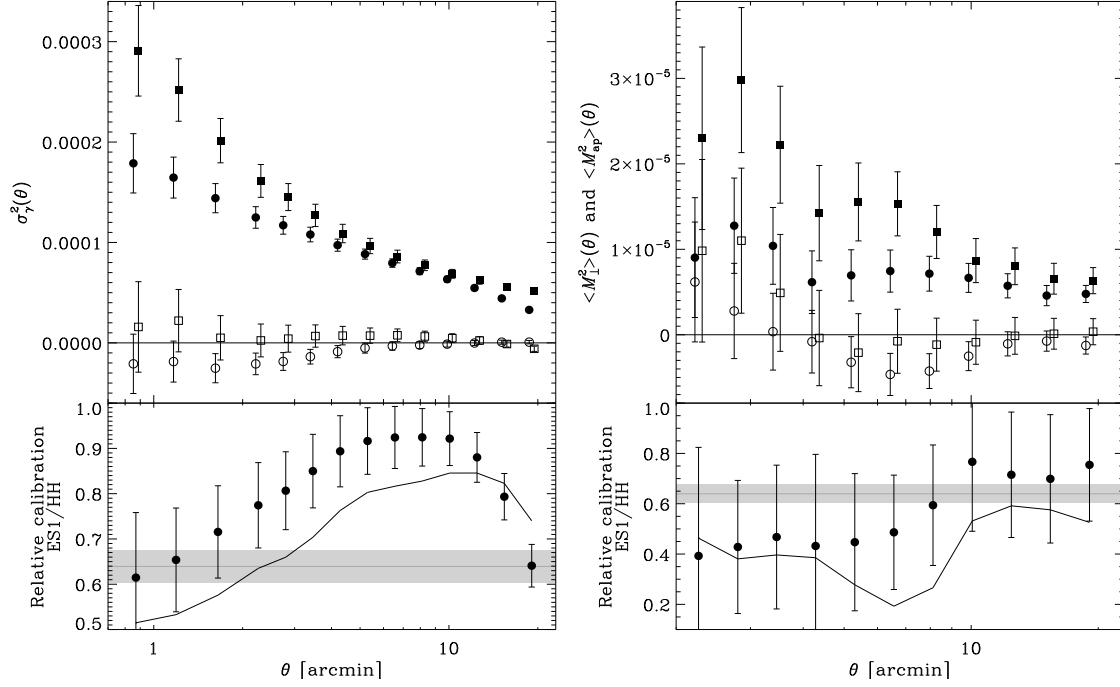 0.0003
0.0002
0.0001
0.0000
σ²γ(θ)
1.0
0.9
0.8
0.7
0.6
0.5
Relative calibration
ES1/HH
1
10
θ [arcmin]
3×10⁻⁵
2×10⁻⁵
1×10⁻⁵
0
<M²⊥>(θ) and <M²ap>(θ)
1.0
0.8
0.6
0.4
0.2
Relative calibration
ES1/HH
10
θ [arcmin]